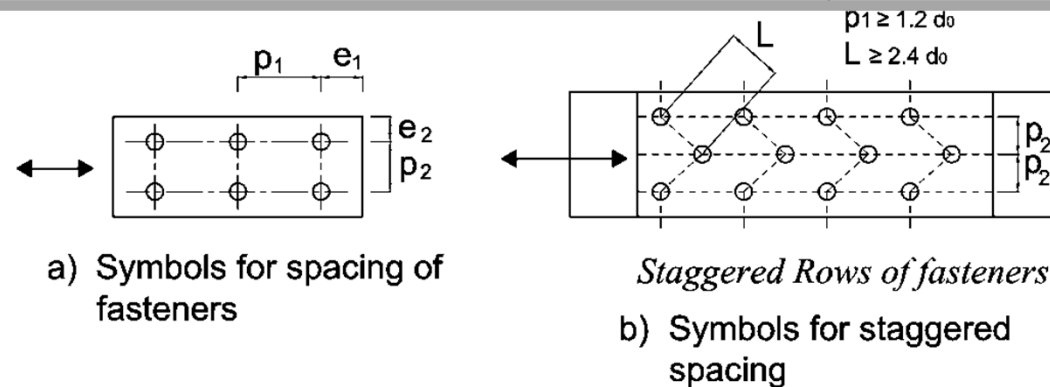 p1 ≥ 1.2 d₀
L ≥ 2.4 d₀
L
p₁ e₁
e₂
p₂
p₂
p₂
a) Symbols for spacing of
fasteners
Staggered Rows of fasteners
b) Symbols for staggered
spacing